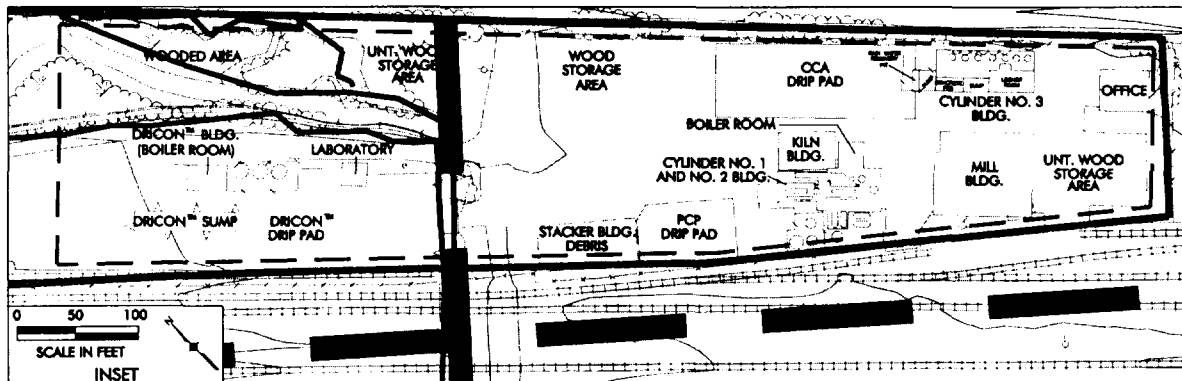 WOODED AREA
UNT. WOOD
STORAGE
AREA
WOOD
STORAGE
AREA
CCA
DRIP PAD
CYLINDER NO. 3
BLDG.
OFFICE
DRICON™ BLDG.
(BOILER ROOM)
LABORATORY
BOILER ROOM
KILN
BLDG.
CYLINDER NO. 1
AND NO. 2 BLDG.
MILL
BLDG.
UNT. WOOD
STORAGE
AREA
DRICON™ SUMP
DRICON™
DRIP PAD
STACKER BLDG.
DEBRIS
PCP
DRIP PAD
0 50 100
SCALE IN FEET
INSET
N